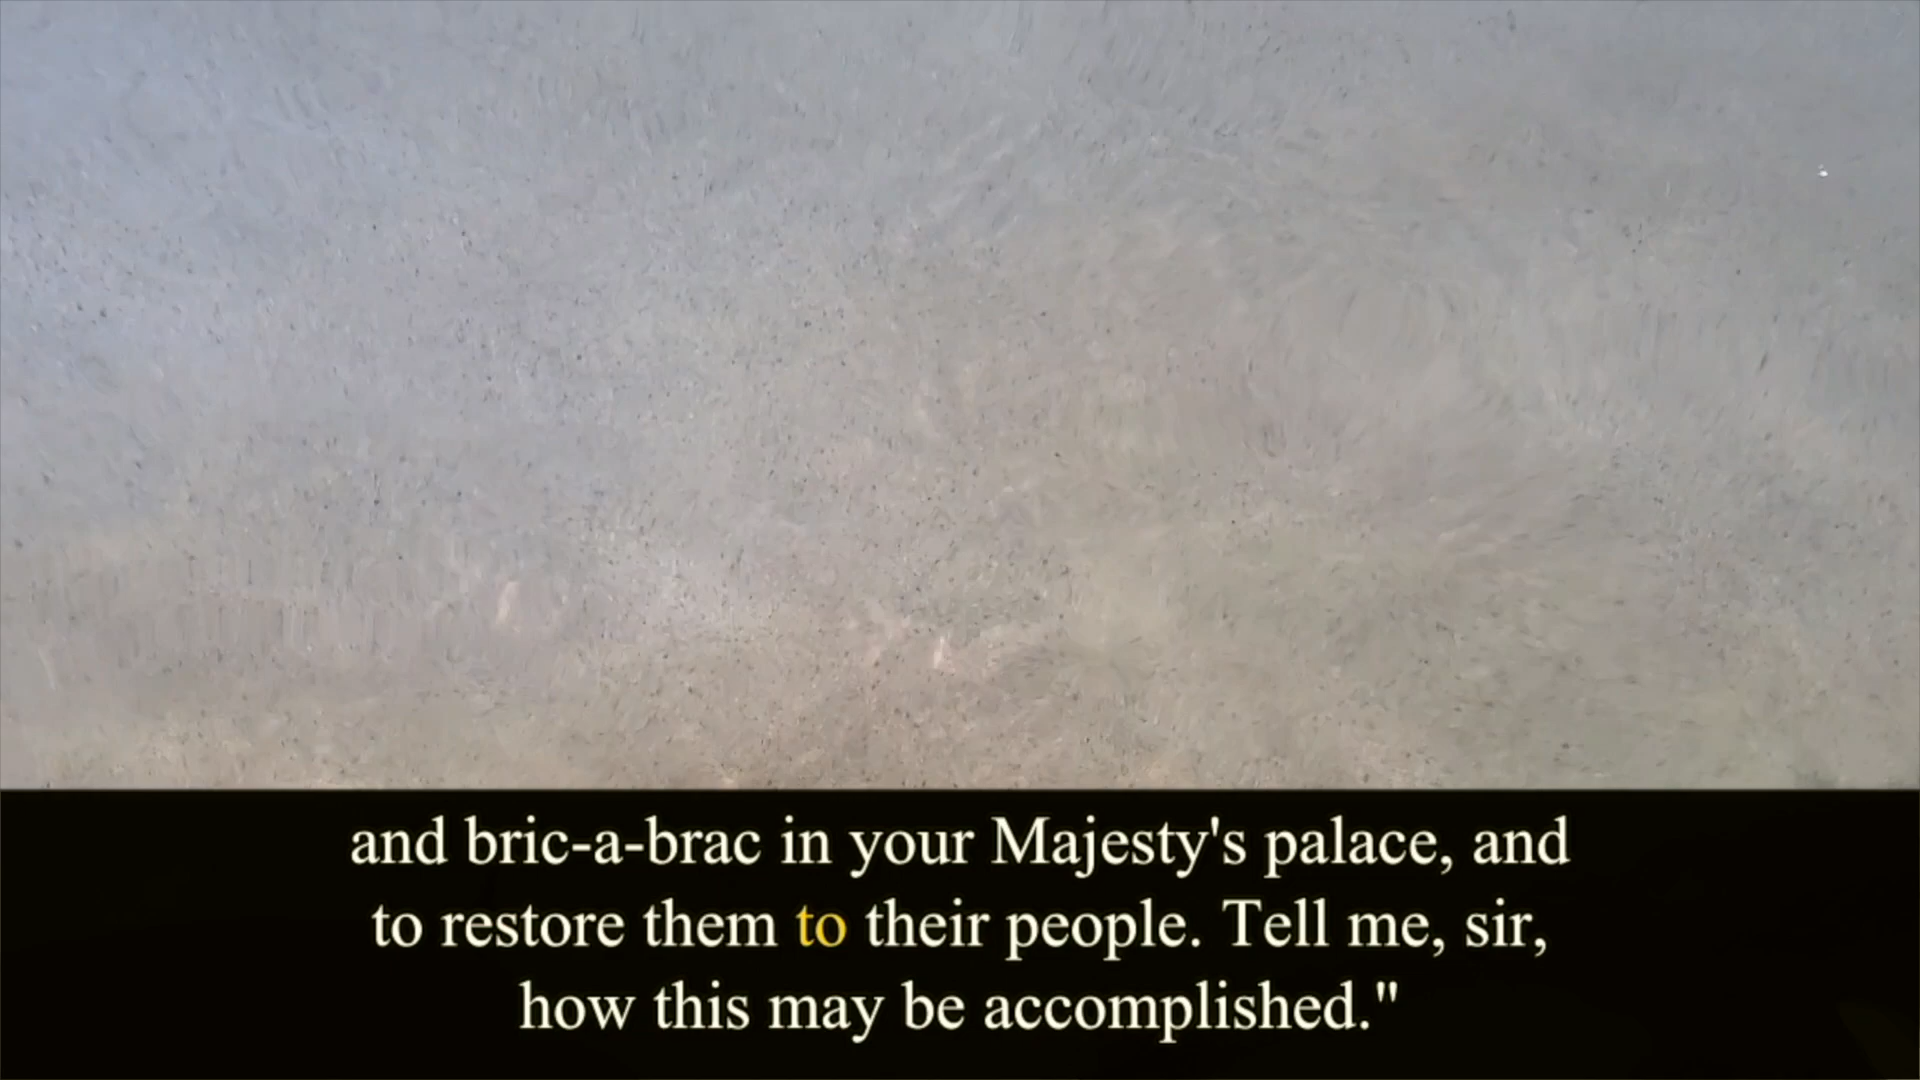 and bric-a-brac in your Majesty's palace, and
to restore them to their people. Tell me, sir,
how this may be accomplished."